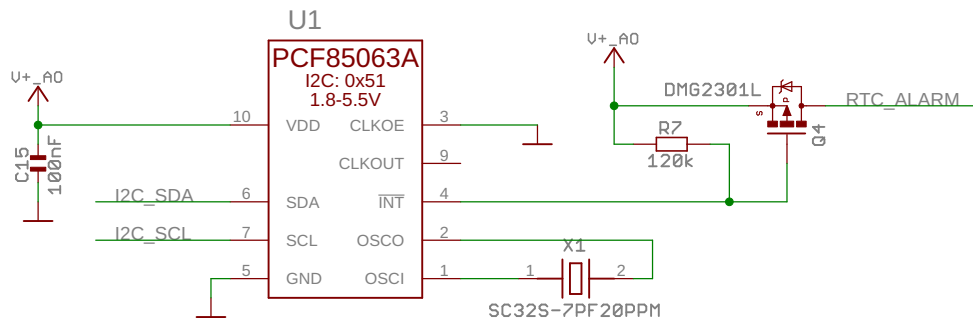 U1
PCF85063A
I2C: 0x51
1.8-5.5V
V+_AO
C15
100nF
10
VDD
CLKOE
3
CLKOUT
9
I2C_SDA
6
SDA
INT
4
I2C_SCL
7
SCL
OSCO
2
5
GND
OSCI
1
V+_AO
DMG2301L
S
P
Q4
RTC_ALARM
R7
120k
X1
1
2
SC32S-7PF20PPM